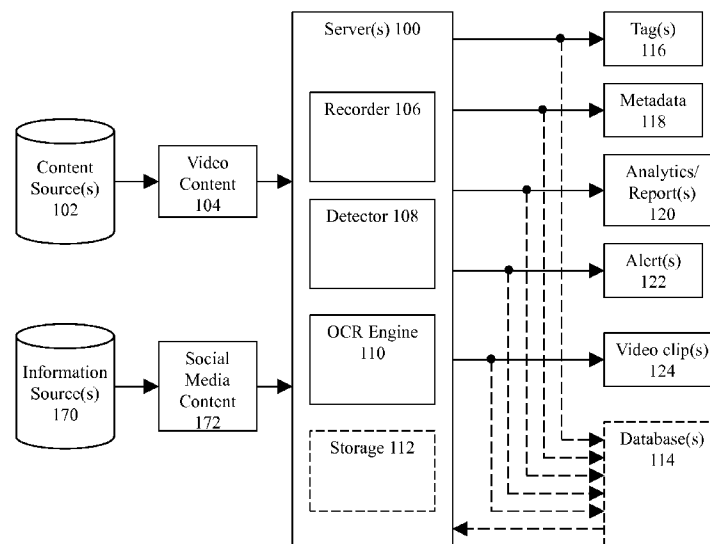 Server(s) 100
Recorder 106
Detector 108
OCR Engine
110
Storage 112
Content
Source(s)
102
Video
Content
104
Information
Source(s)
170
Social
Media
Content
172
Tag(s)
116
Metadata
118
Analytics/
Report(s)
120
Alert(s)
122
Video clip(s)
124
Database(s)
114